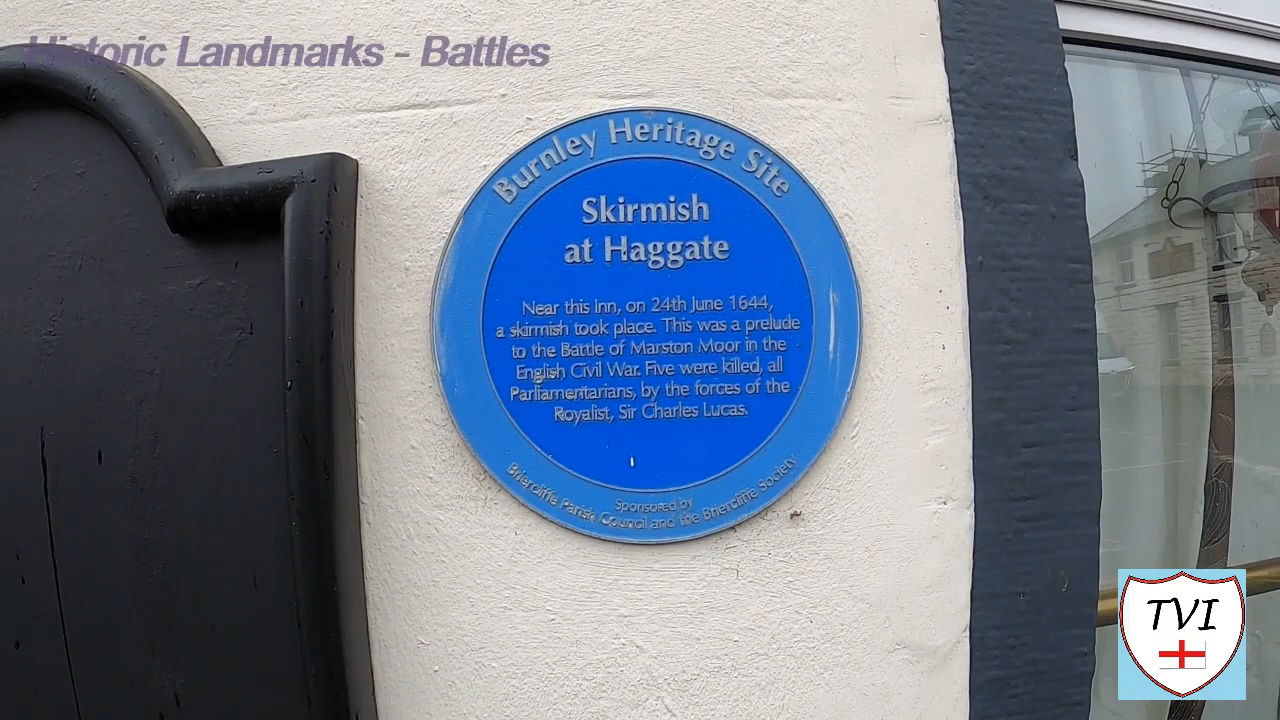 Historic Landmarks - Battles
Burnley Heritage Site
Skirmish
at Haggate
Near this Inn, on 24th June 1644,
a skirmish took place. This was a prelude
to the Battle of Marston Moor in the
English Civil War. Five were killed, all
Parliamentarians, by the forces of the
Royalist, Sir Charles Lucas.
Sponsored by
Briercliffe Parish Council and the Briercliffe Society
TVI